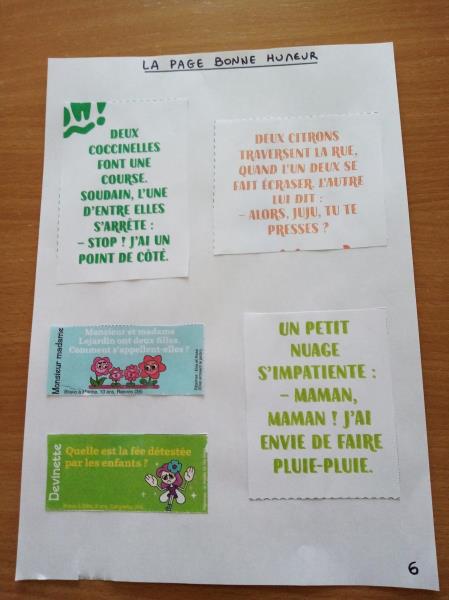 LA PAGE BONNE HUMEUR
DEUX
COCCINELLES
FONT UNE
COURSE.
SOUDAIN, L'UNE
D'ENTRE ELLES
S'ARRÊTE :
– STOP ! J'AI UN
POINT DE CÔTÉ.
DEUX CITRONS
TRAVERSENT LA RUE,
QUAND L'UN DEUX SE
FAIT ÉCRASER. L'AUTRE
LUI DIT :
– ALORS, JUJU, TU TE
PRESSES ?
Monsieur madame
Monsieur et madame
Lejardin ont deux filles.
Comment s'appellent-elles ?
UN PETIT
NUAGE
S'IMPATIENTE :
– MAMAN,
MAMAN ! J'AI
ENVIE DE FAIRE
PLUIE-PLUIE.
Devinette
Quelle est la fée détestée
par les enfants ?
6